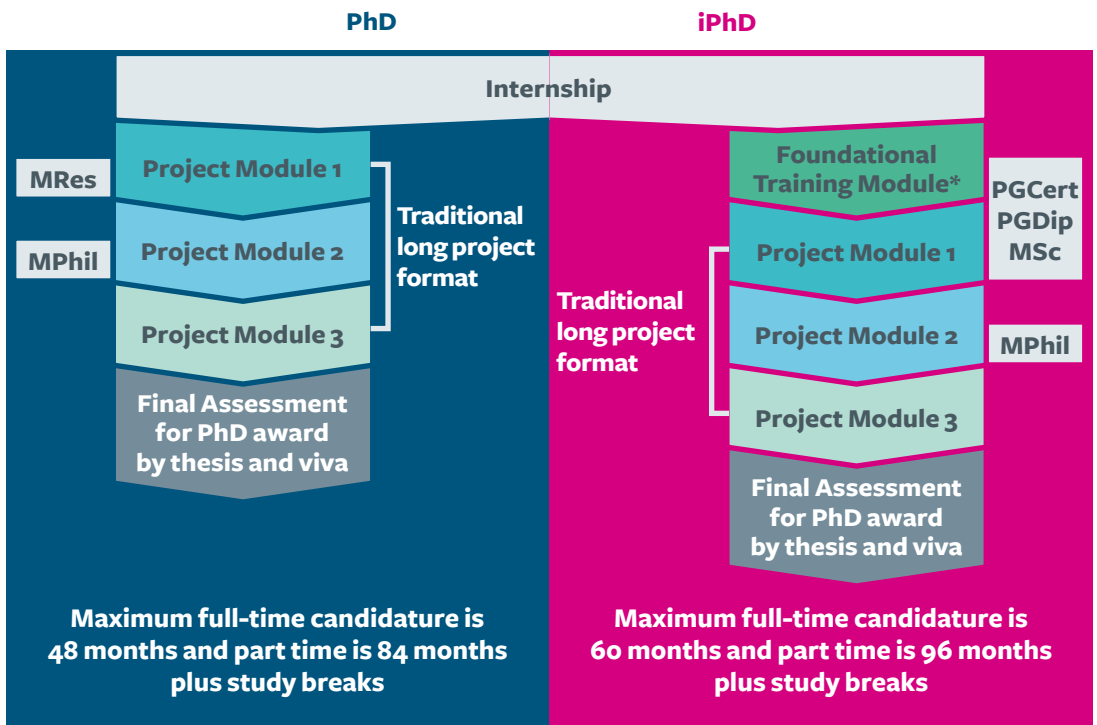 PhD
iPhD
Internship
MRes
MPhil
Project Module 1
Project Module 2
Project Module 3
Traditional
long project
format
Final Assessment
for PhD award
by thesis and viva
Maximum full-time candidature is
48 months and part time is 84 months
plus study breaks
Foundational
Training Module*
Project Module 1
Project Module 2
Project Module 3
Traditional
long project
format
PGCert
PGDip
MSc
MPhil
Final Assessment
for PhD award
by thesis and viva
Maximum full-time candidature is
60 months and part time is 96 months
plus study breaks